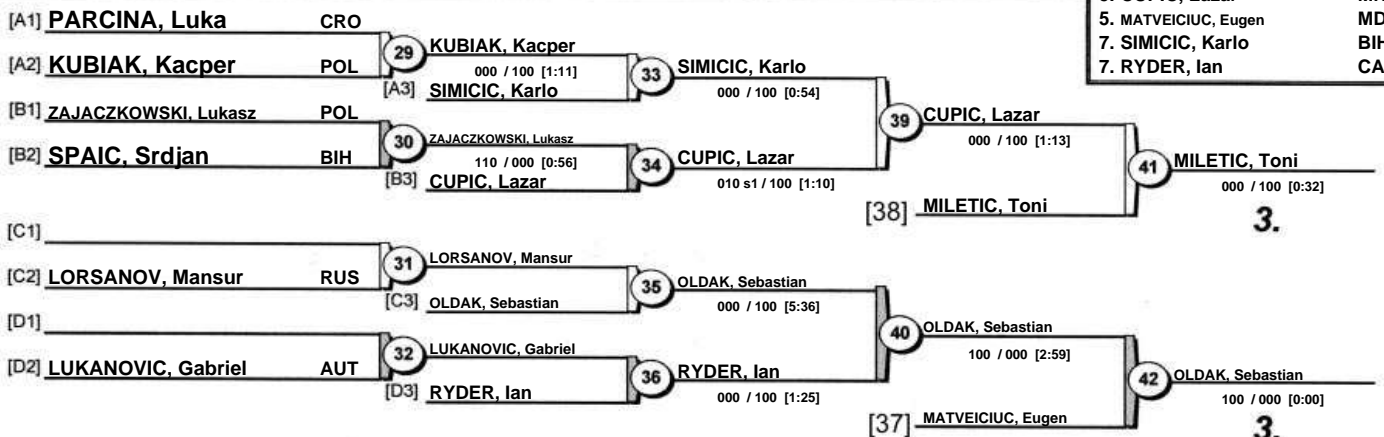 5. MATVEICIUC, Eugen MD
7. SIMICIC, Karlo BIH
7. RYDER, Ian CA
[A1] PARCINA, Luka CRO
29 KUBIAK, Kacper
[A2] KUBIAK, Kacper POL
000 / 100 [1:11]
33 SIMICIC, Karlo
[A3] SIMICIC, Karlo
000 / 100 [0:54]
[B1] ZAJACZKOWSKI, Lukasz POL
39 CUPIC, Lazar
30 ZAJACZKOWSKI, Lukasz
000 / 100 [1:13]
[B2] SPAIC, Srdjan BIH
110 / 000 [0:56]
34 CUPIC, Lazar
41 MILETIC, Toni
[B3] CUPIC, Lazar
010 s1 / 100 [1:10]
000 / 100 [0:32]
[38] MILETIC, Toni
3.
[C1]
31 LORSANOV, Mansur
[C2] LORSANOV, Mansur RUS
35 OLDAK, Sebastian
[C3] OLDAK, Sebastian
000 / 100 [5:36]
[D1]
40 OLDAK, Sebastian
32 LUKANOVIC, Gabriel
100 / 000 [2:59]
[D2] LUKANOVIC, Gabriel AUT
36 RYDER, Ian
42 OLDAK, Sebastian
[D3] RYDER, Ian
000 / 100 [1:25]
100 / 000 [0:00]
[37] MATVEICIUC, Eugen
3.